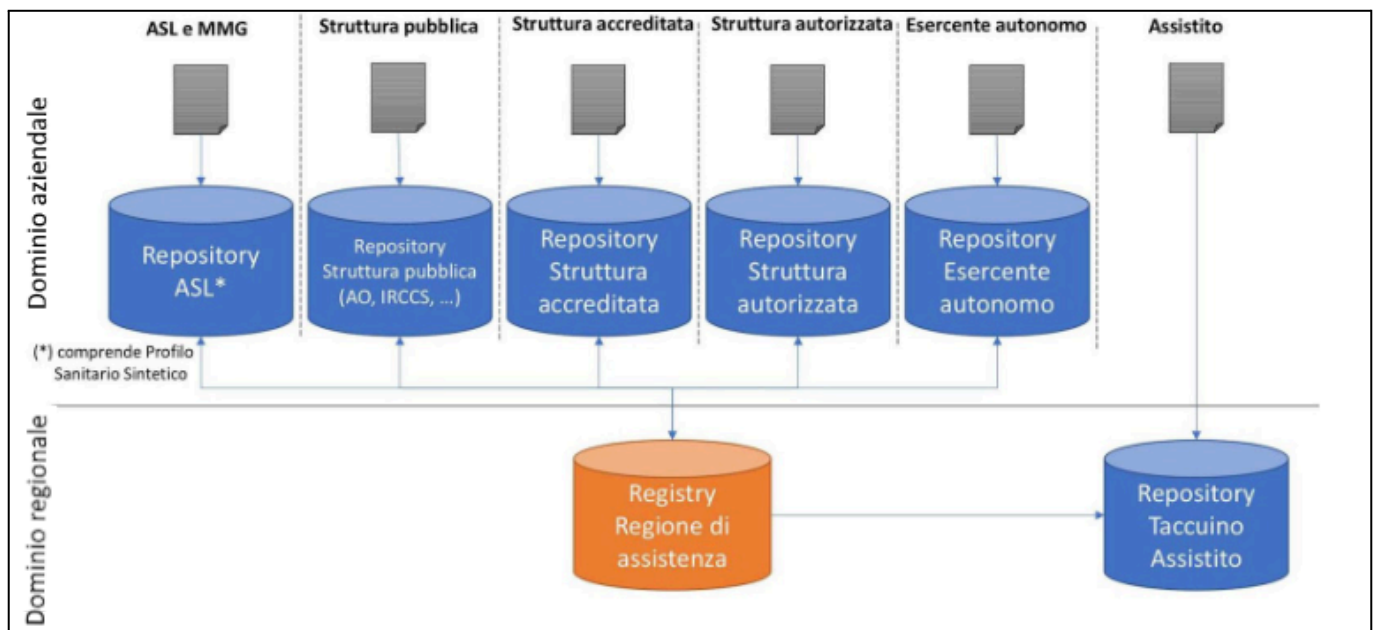 ASL e MMG
Struttura pubblica
Struttura accreditata
Struttura autorizzata
Esercente autonomo
Assistito
Dominio aziendale
Repository
ASL*
Repository
Struttura pubblica
(AO, IRCCS, ...)
Repository
Struttura
accreditata
Repository
Struttura
autorizzata
Repository
Esercente
autonomo
(*) comprende Profilo
Sanitario Sintetico
Dominio regionale
Registry
Regione di
assistenza
Repository
Taccuino
Assistito